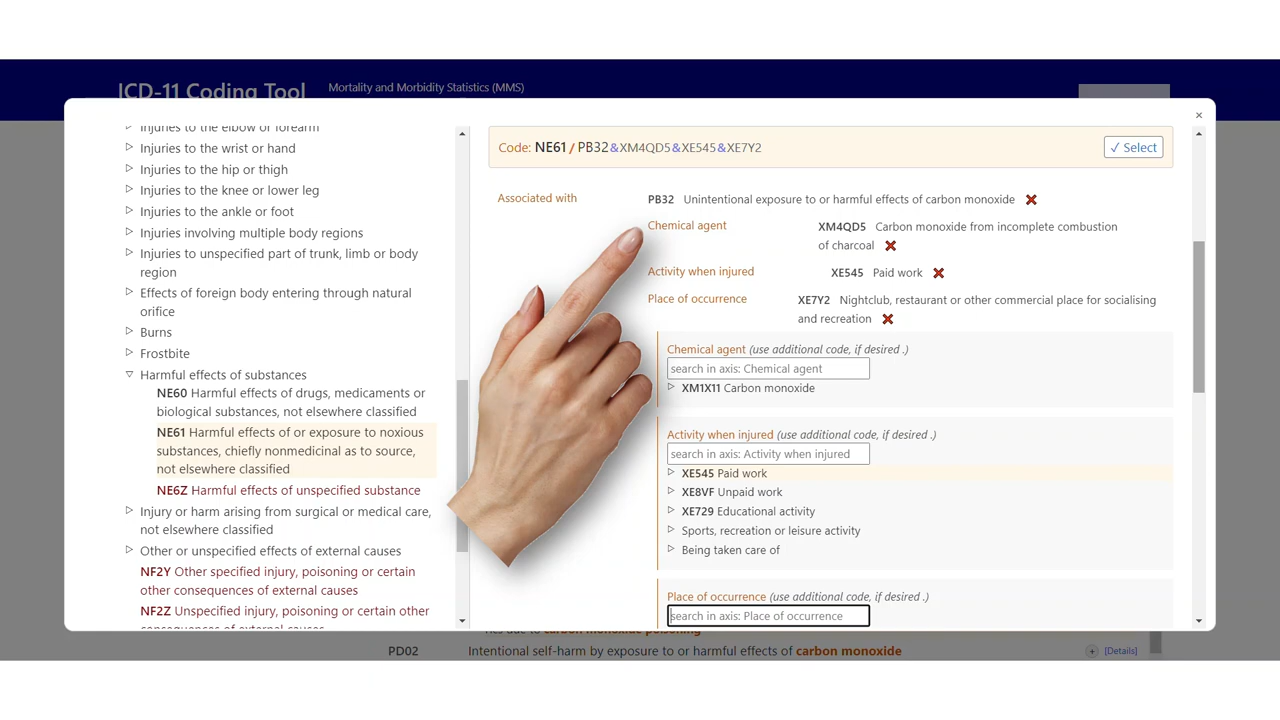 ICD-11 Coding Tool
Mortality and Morbidity Statistics (MMS)
×
Injuries to the elbow or forearm
Injuries to the wrist or hand
Injuries to the hip or thigh
Injuries to the knee or lower leg
Injuries to the ankle or foot
Injuries involving multiple body regions
Injuries to unspecified part of trunk, limb or body
region
Effects of foreign body entering through natural
orifice
Burns
Frostbite
Harmful effects of substances
NE60 Harmful effects of drugs, medicaments or
biological substances, not elsewhere classified
NE61 Harmful effects of or exposure to noxious
substances, chiefly nonmedicinal as to source,
not elsewhere classified
NE6Z Harmful effects of unspecified substance
Injury or harm arising from surgical or medical care,
not elsewhere classified
Other or unspecified effects of external causes
NF2Y Other specified injury, poisoning or certain
other consequences of external causes
NF2Z Unspecified injury, poisoning or certain other
consequences of external causes
Code: NE61 / PB32&XM4QD5&XE545&XE7Y2
✓ Select
Associated with
PB32 Unintentional exposure to or harmful effects of carbon monoxide
Chemical agent
XM4QD5 Carbon monoxide from incomplete combustion
of charcoal
Activity when injured
XE545 Paid work
Place of occurrence
XE7Y2 Nightclub, restaurant or other commercial place for socialising
and recreation
Chemical agent (use additional code, if desired .)
search in axis: Chemical agent
XM1X11 Carbon monoxide
Activity when injured (use additional code, if desired .)
search in axis: Activity when injured
XE545 Paid work
XE8VF Unpaid work
XE729 Educational activity
Sports, recreation or leisure activity
Being taken care of
Place of occurrence (use additional code, if desired .)
search in axis: Place of occurrence
due to carbon monoxide poisoning
PD02 Intentional self-harm by exposure to or harmful effects of carbon monoxide
[Details]